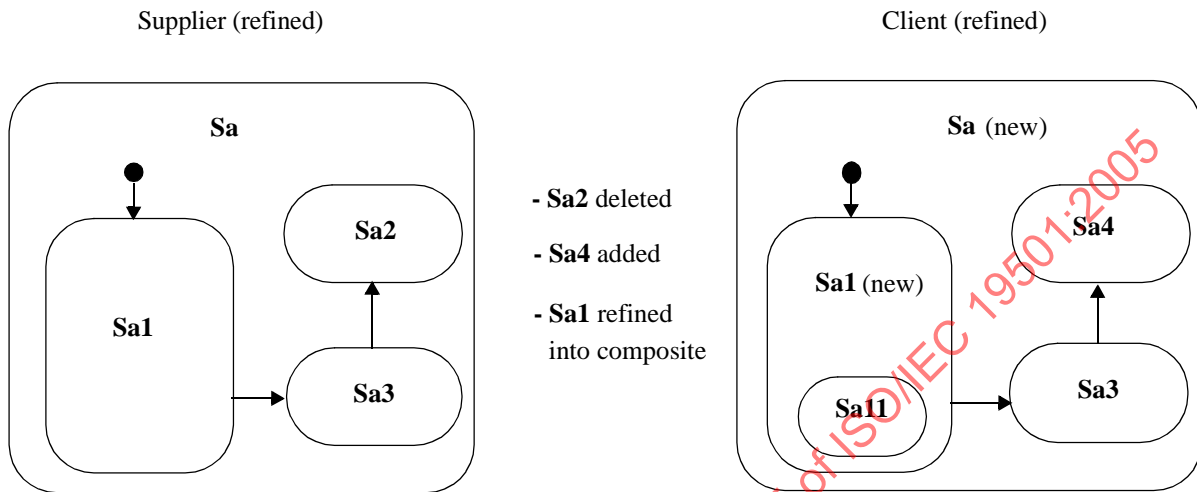 Supplier (refined)
Client (refined)
Sa
Sa1
Sa2
Sa3
- Sa2 deleted
- Sa4 added
- Sa1 refined
into composite
Sa (new)
Sa1 (new)
Sa11
Sa4
Sa3
of ISO/IEC 19501:2005